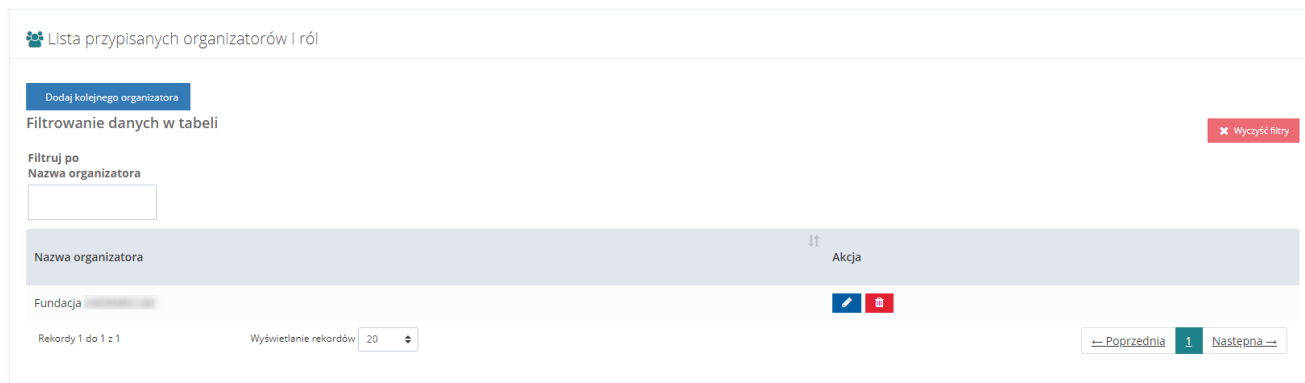 Lista przypisanych organizatorów i ról
Dodaj kolejnego organizatora
Filtrowanie danych w tabeli
Wyczyść filtry
Filtruj po
Nazwa organizatora
Nazwa organizatora Akcja
Fundacja
Rekordy 1 do 1 z 1 Wyświetlanie rekordów 20 ← Poprzednia 1 Następna →